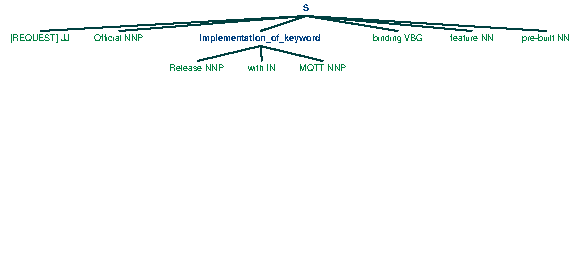 S
[REQUEST] JJ Official NNP Implementation_of_keyword binding VBG feature NN pre-built NN
Release NNP with IN MQTT NNP